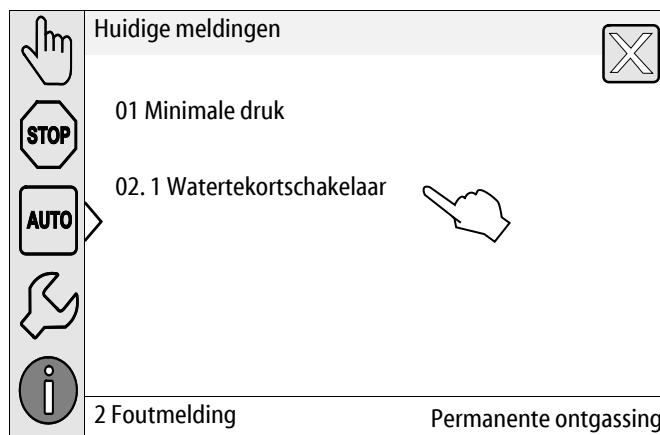 Huidige meldingen
01 Minimale druk
STOP
02. 1 Watertekortschakelaar
AUTO
2 Foutmelding
Permanente ontgassing